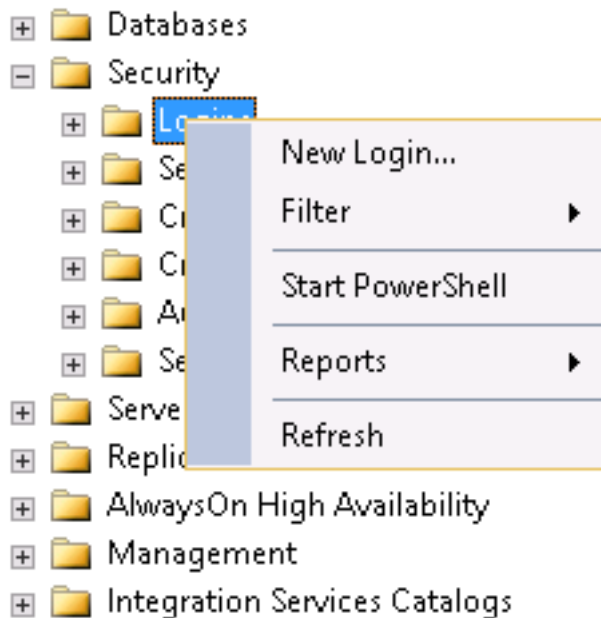 Databases
Security
New Login...
Filter
Start PowerShell
Reports
Refresh
AlwaysOn High Availability
Management
Integration Services Catalogs